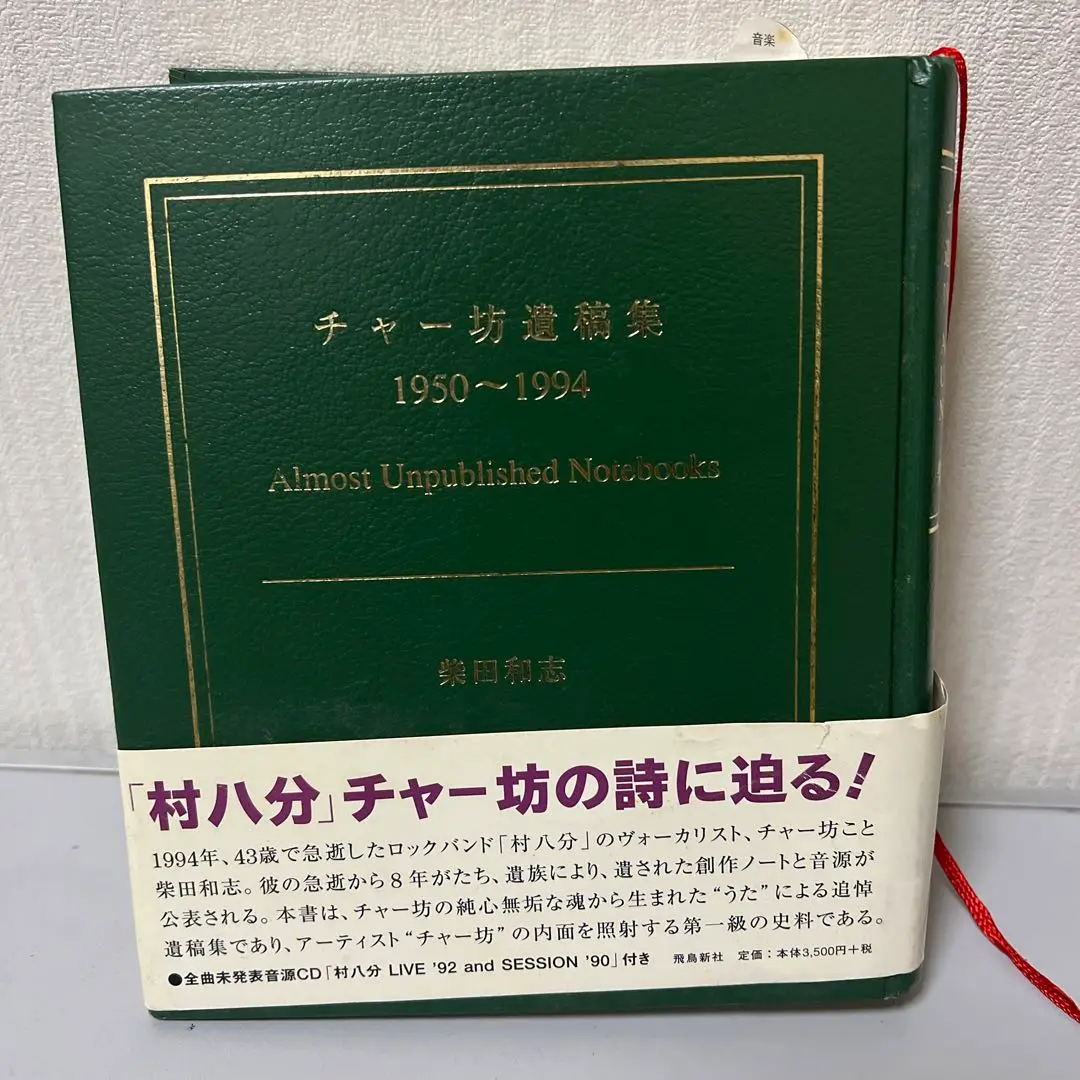 音楽
チャー坊遺稿集
1950〜1994
Almost Unpublished Notebooks
柴田和志
「村八分」チャー坊の詩に迫る!
1994年、43歳で急逝したロックバンド「村八分」のヴォーカリスト、チャー坊こと
柴田和志。彼の急逝から8年がたち、遺族により、遺された創作ノートと音源が
公表される。本書は、チャー坊の純心無垢な魂から生まれた“うた”による追悼
遺稿集であり、アーティスト“チャー坊”の内面を照射する第一級の史料である。
●全曲未発表音源CD「村八分 LIVE '92 and SESSION '90」付き 飛鳥新社 定価：本体3,500円+税